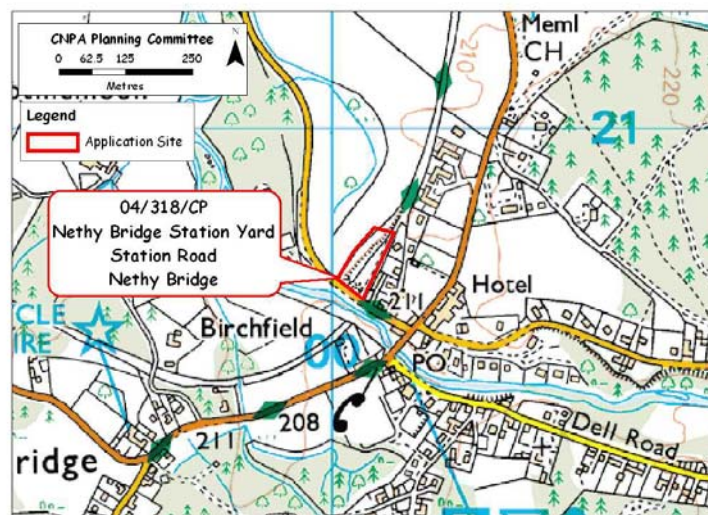 CNPA Planning Committee
N
0 62.5 125 250
Metres
Legend
Application Site
04/318/CP
Nethy Bridge Station Yard
Station Road
Nethy Bridge
Meml
CH
210
220
21
211
Hotel
CLE
IRE
Birchfield
00
PO
208
211
ridge
Dell Road